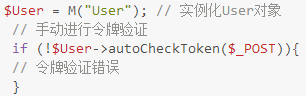 $User = M("User"); // 实例化User对象
// 手动进行令牌验证
if (!$User->autoCheckToken($_POST)){
// 令牌验证错误
}